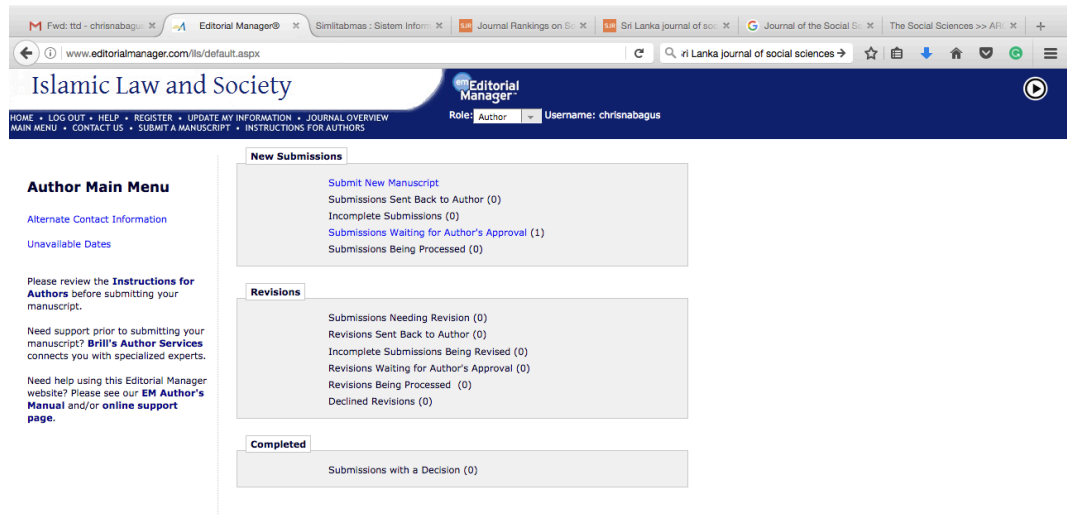 Fwd: ttd - chrisnabagus
Editorial Manager®
Simlitabmas : Sistem Inform
SJR Journal Rankings on Sc
SJR Sri Lanka journal of soc
G Journal of the Social Sc
The Social Sciences >> AR
www.editorialmanager.com/ils/default.aspx
ri Lanka journal of social sciences
Islamic Law and Society
em Editorial
Manager
HOME • LOG OUT • HELP • REGISTER • UPDATE MY INFORMATION • JOURNAL OVERVIEW
MAIN MENU • CONTACT US • SUBMIT A MANUSCRIPT • INSTRUCTIONS FOR AUTHORS
Role: Author Username: chrisnabagus
Author Main Menu
Alternate Contact Information
Unavailable Dates
Please review the Instructions for
Authors before submitting your
manuscript.
Need support prior to submitting your
manuscript? Brill's Author Services
connects you with specialized experts.
Need help using this Editorial Manager
website? Please see our EM Author's
Manual and/or online support
page.
New Submissions
Submit New Manuscript
Submissions Sent Back to Author (0)
Incomplete Submissions (0)
Submissions Waiting for Author's Approval (1)
Submissions Being Processed (0)
Revisions
Submissions Needing Revision (0)
Revisions Sent Back to Author (0)
Incomplete Submissions Being Revised (0)
Revisions Waiting for Author's Approval (0)
Revisions Being Processed (0)
Declined Revisions (0)
Completed
Submissions with a Decision (0)